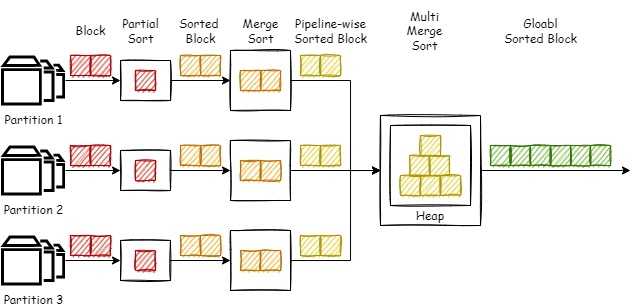 Block
Partial
Sort
Sorted
Block
Merge
Sort
Pipeline-wise
Sorted Block
Multi
Merge
Sort
Gloabl
Sorted Block
Partition 1
Partition 2
Partition 3
Heap